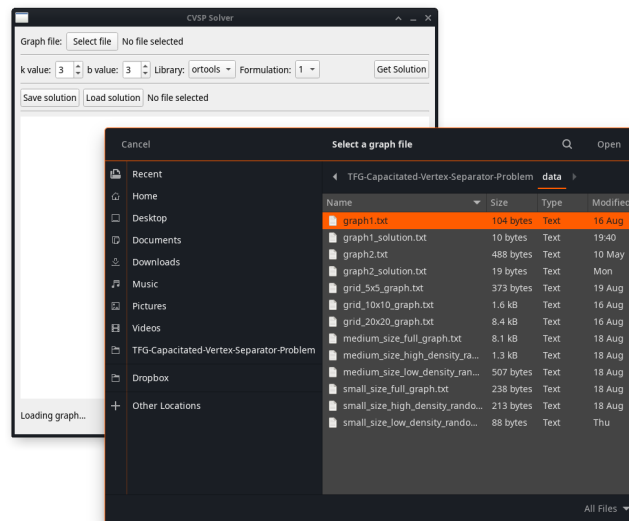 CVSP Solver
Graph file: Select file No file selected
k value: 3 b value: 3 Library: ortools Formulation: 1 Get Solution
Save solution Load solution No file selected
Cancel Select a graph file Open
Recent
Home
Desktop
Documents
Downloads
Music
Pictures
Videos
TFG-Capacitated-Vertex-Separator-Problem
Dropbox
Other Locations
TFG-Capacitated-Vertex-Separator-Problem data
Name Size Type Modified
graph1.txt 104 bytes Text 16 Aug
graph1_solution.txt 10 bytes Text 19:40
graph2.txt 488 bytes Text 10 May
graph2_solution.txt 19 bytes Text Mon
grid_5x5_graph.txt 373 bytes Text 19 Aug
grid_10x10_graph.txt 1.6 kB Text 16 Aug
grid_20x20_graph.txt 8.4 kB Text 16 Aug
medium_size_full_graph.txt 8.1 kB Text 18 Aug
medium_size_high_density_ra... 1.3 kB Text 18 Aug
medium_size_low_density_ran... 507 bytes Text 18 Aug
small_size_full_graph.txt 238 bytes Text 18 Aug
small_size_high_density_rando... 213 bytes Text 18 Aug
small_size_low_density_rando... 88 bytes Text Thu
All Files
Loading graph...